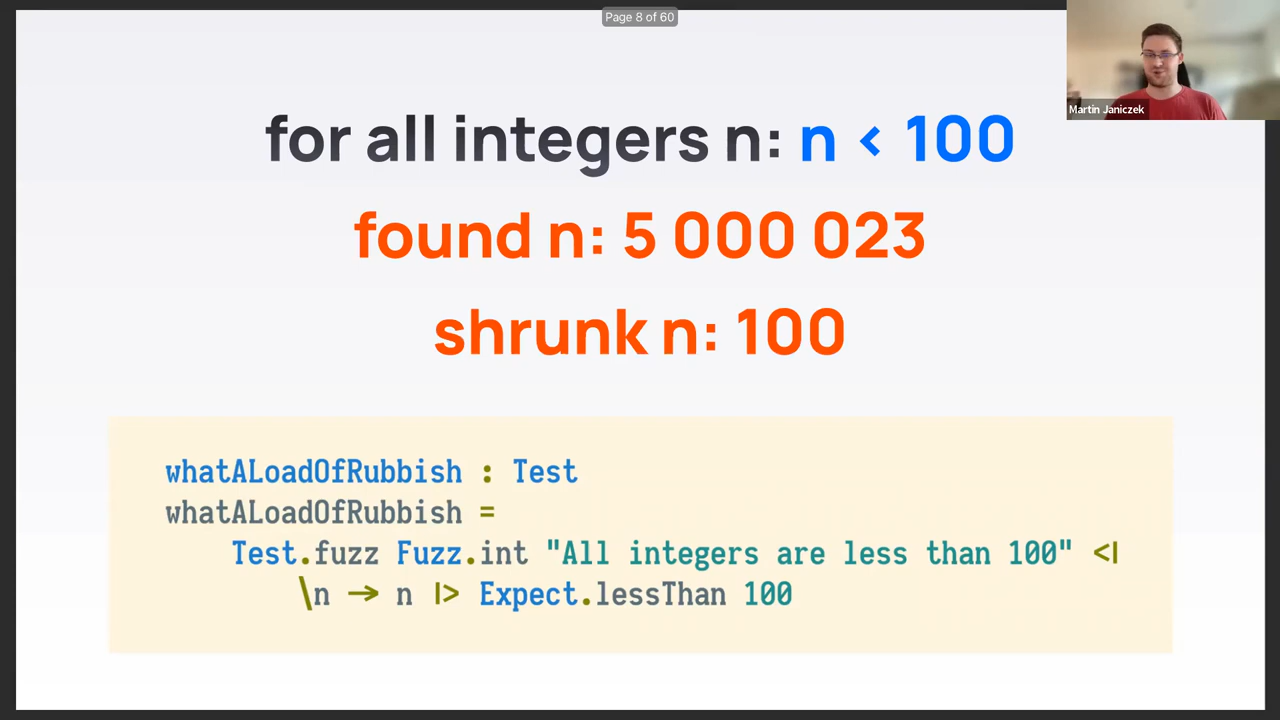 Page 8 of 60
Martin Janiczek
for all integers n: n < 100
found n: 5 000 023
shrunk n: 100
whatALoadOfRubbish : Test
whatALoadOfRubbish =
    Test.fuzz Fuzz.int "All integers are less than 100" <|
        \n -> n |> Expect.lessThan 100